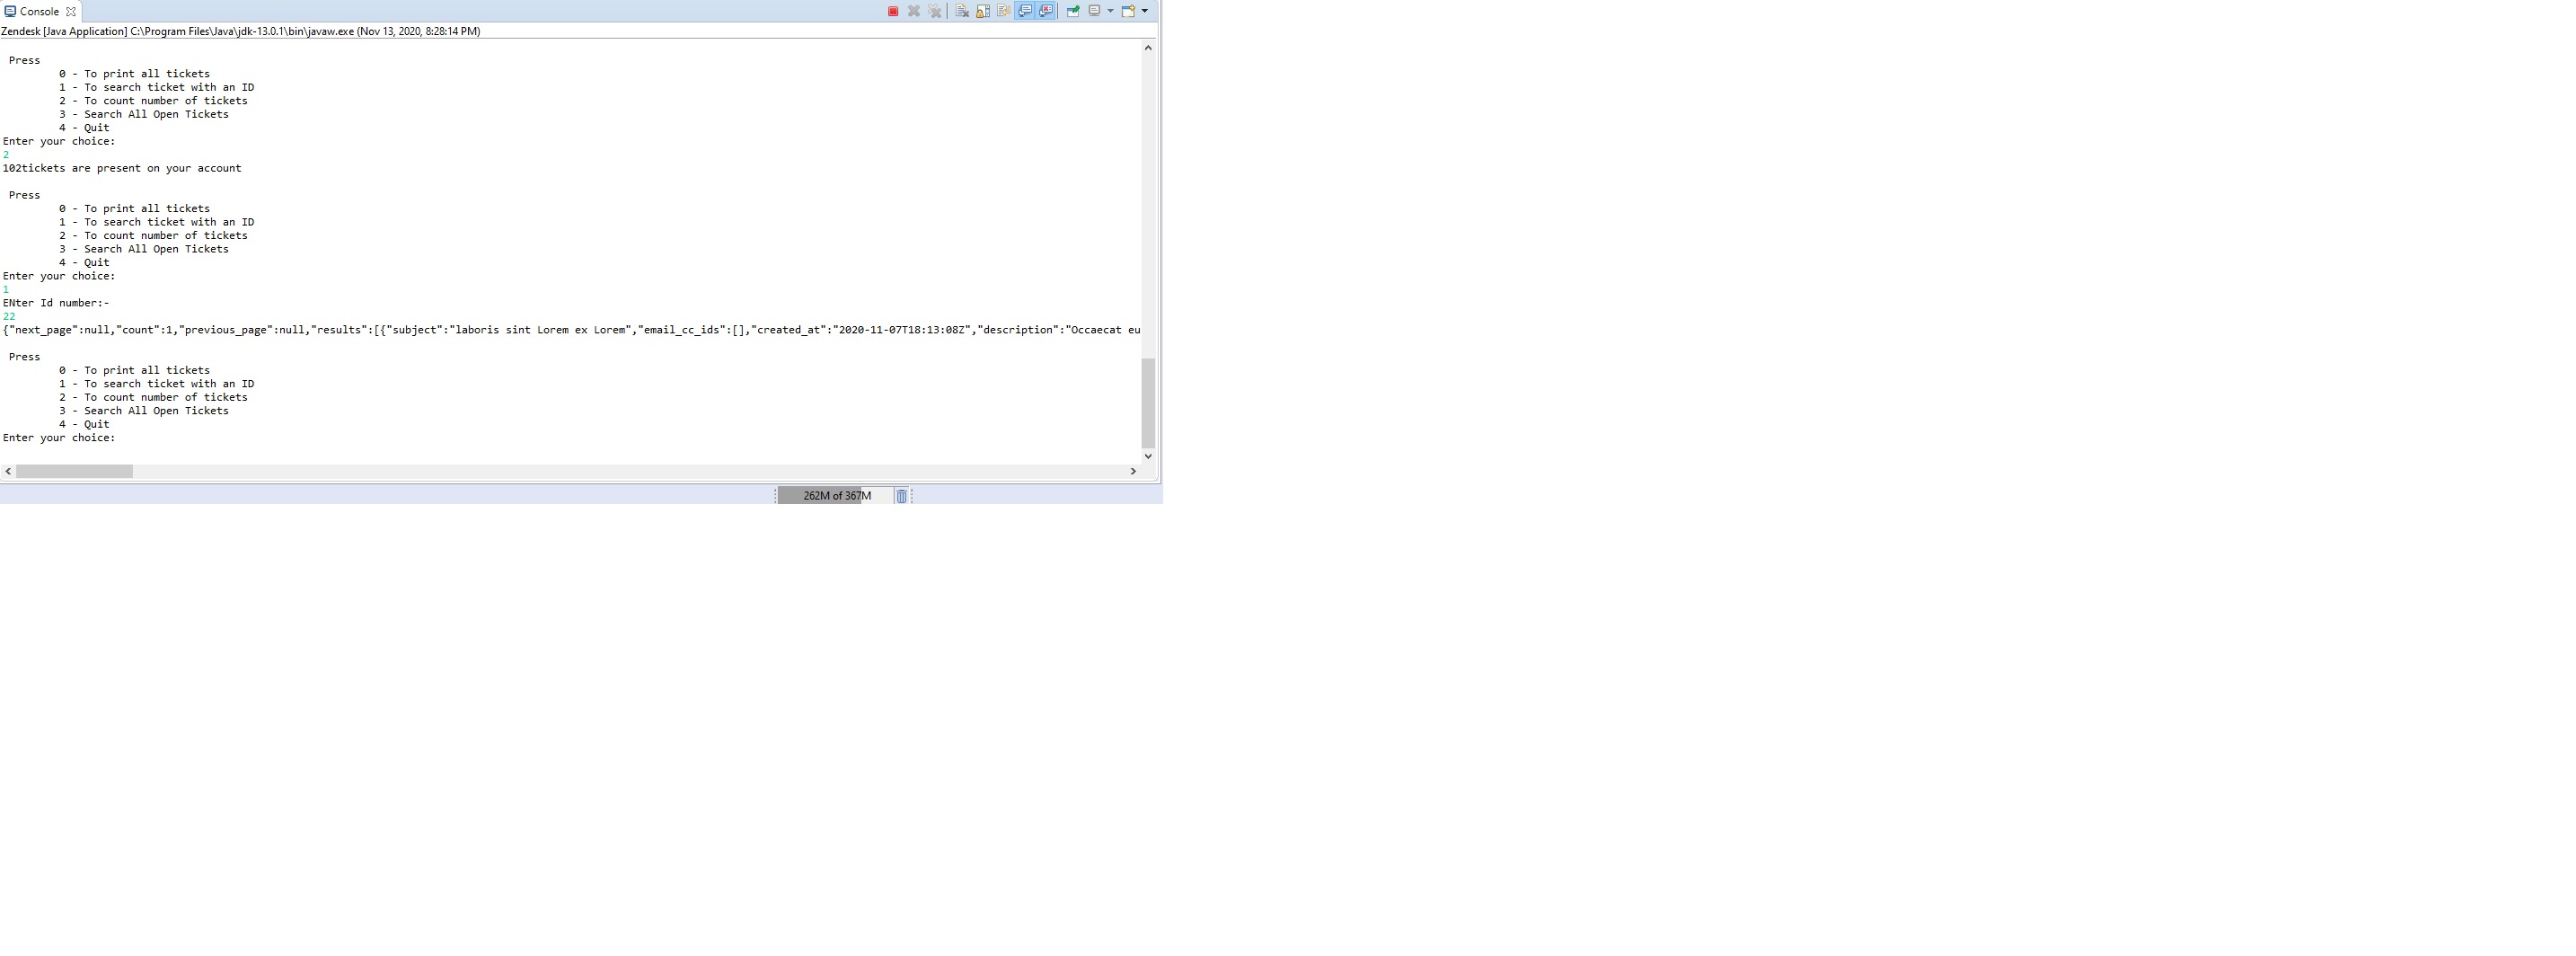 Console
Zendesk [Java Application] C:\Program Files\Java\jdk-13.0.1\bin\javaw.exe (Nov 13, 2020, 8:28:14 PM)
Press
0 - To print all tickets
1 - To search ticket with an ID
2 - To count number of tickets
3 - Search All Open Tickets
4 - Quit
Enter your choice:
2
102tickets are present on your account
Press
0 - To print all tickets
1 - To search ticket with an ID
2 - To count number of tickets
3 - Search All Open Tickets
4 - Quit
Enter your choice:
1
ENter Id number:-
22
{"next_page":null,"count":1,"previous_page":null,"results":[{"subject":"laboris sint Lorem ex Lorem","email_cc_ids":[],"created_at":"2020-11-07T18:13:08Z","description":"Occaecat eu
Press
0 - To print all tickets
1 - To search ticket with an ID
2 - To count number of tickets
3 - Search All Open Tickets
4 - Quit
Enter your choice:
262M of 367M